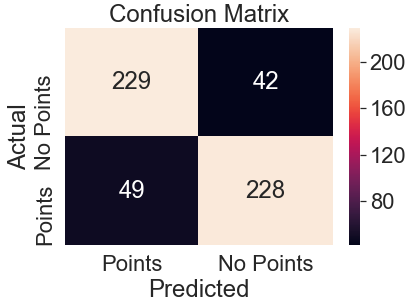 Confusion Matrix
Actual
No Points
Points
229 42
49 228
Points No Points
Predicted
200
160
120
80